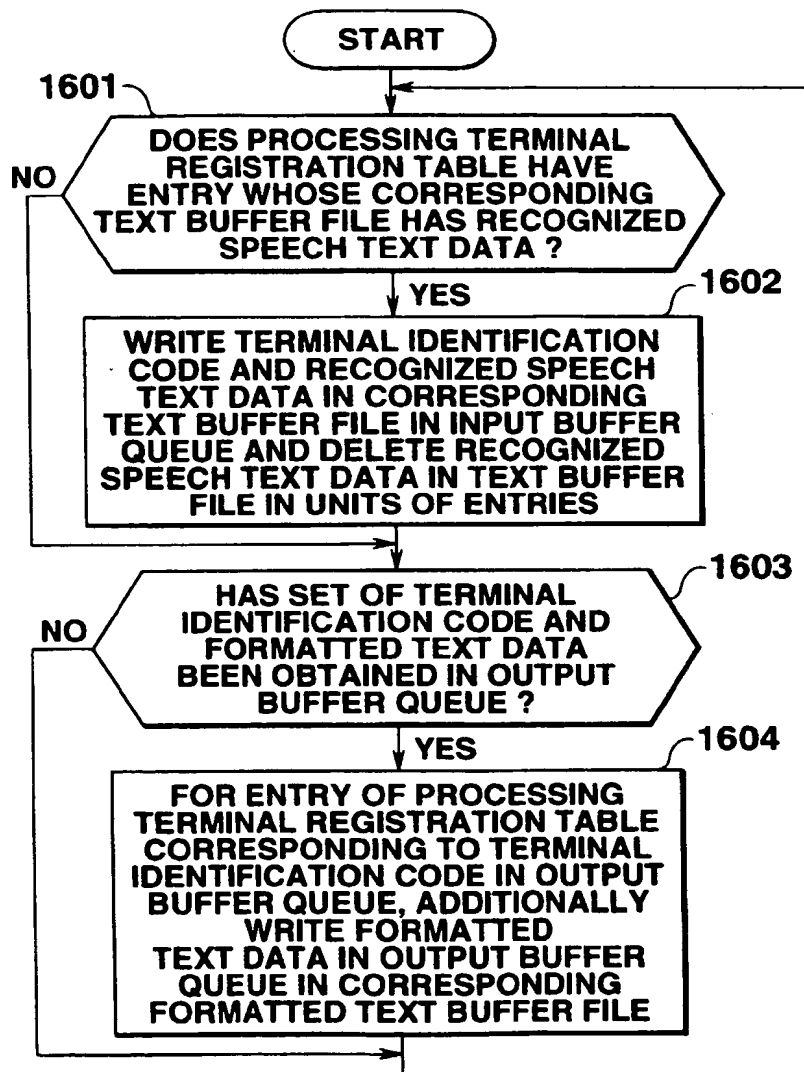 START
1601
DOES PROCESSING TERMINAL
REGISTRATION TABLE HAVE
ENTRY WHOSE CORRESPONDING
TEXT BUFFER FILE HAS RECOGNIZED
SPEECH TEXT DATA ?
NO
YES
1602
WRITE TERMINAL IDENTIFICATION
CODE AND RECOGNIZED SPEECH
TEXT DATA IN CORRESPONDING
TEXT BUFFER FILE IN INPUT BUFFER
QUEUE AND DELETE RECOGNIZED
SPEECH TEXT DATA IN TEXT BUFFER
FILE IN UNITS OF ENTRIES
1603
HAS SET OF TERMINAL
IDENTIFICATION CODE AND
FORMATTED TEXT DATA
BEEN OBTAINED IN OUTPUT
BUFFER QUEUE ?
NO
YES
1604
FOR ENTRY OF PROCESSING
TERMINAL REGISTRATION TABLE
CORRESPONDING TO TERMINAL
IDENTIFICATION CODE IN OUTPUT
BUFFER QUEUE, ADDITIONALLY
WRITE FORMATTED
TEXT DATA IN OUTPUT BUFFER
QUEUE IN CORRESPONDING
FORMATTED TEXT BUFFER FILE